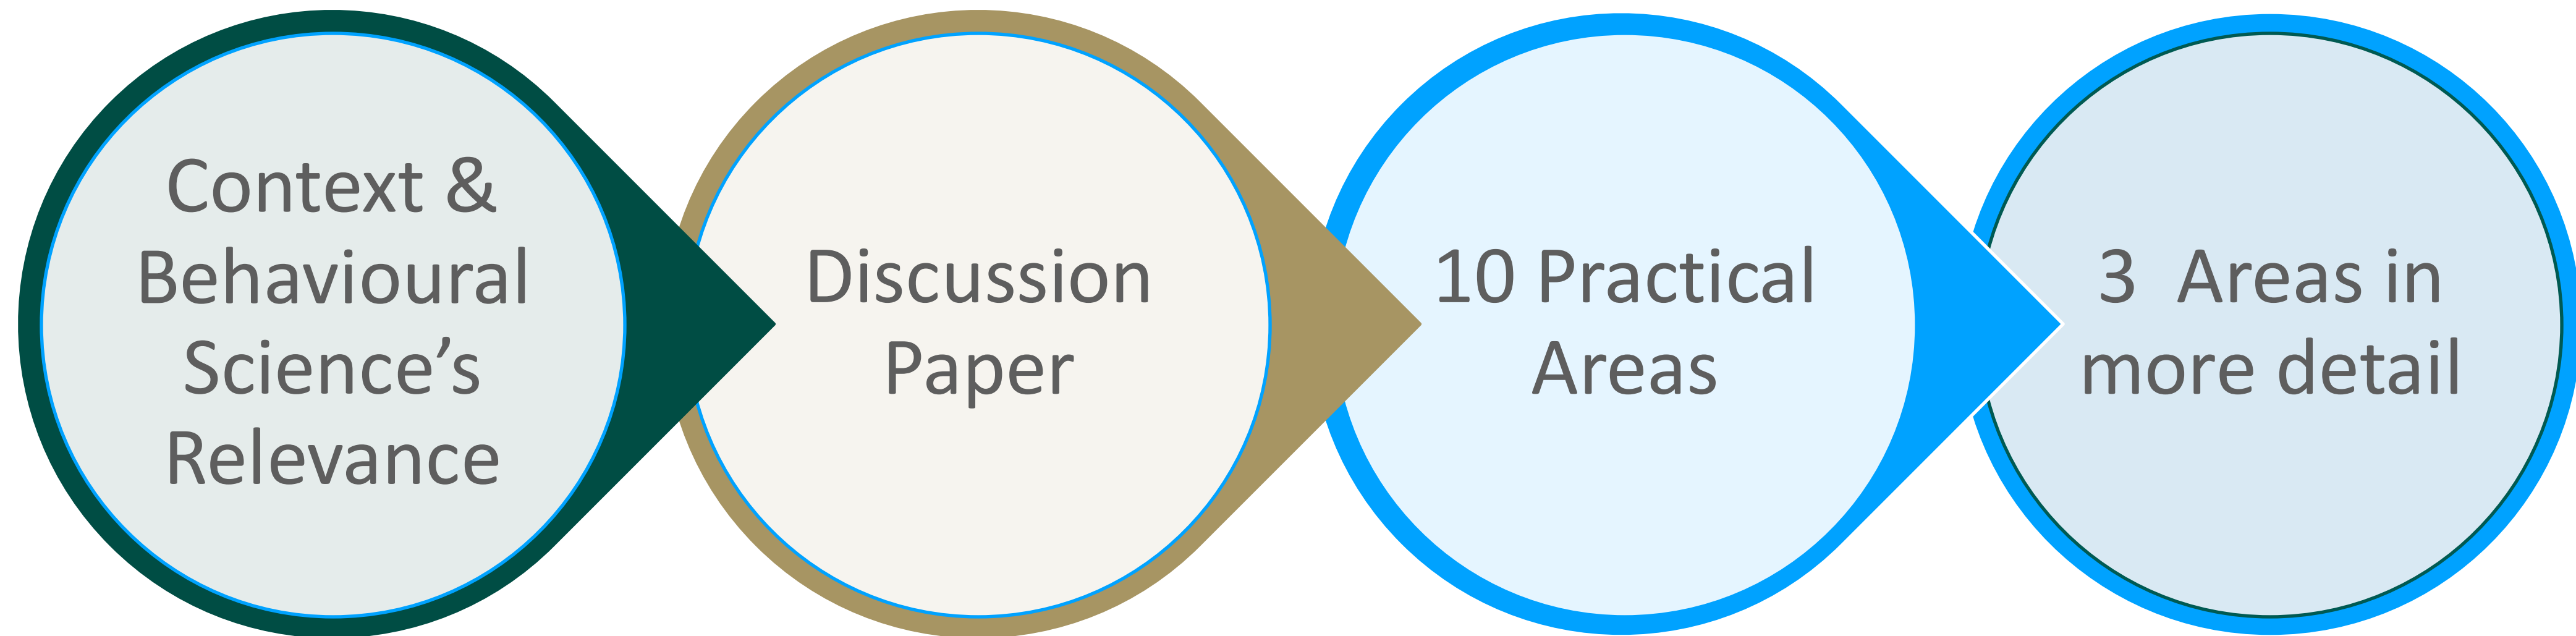 Context &
Behavioural
Science’s
Relevance
Discussion
Paper
10 Practical
Areas
3  Areas in
more detail